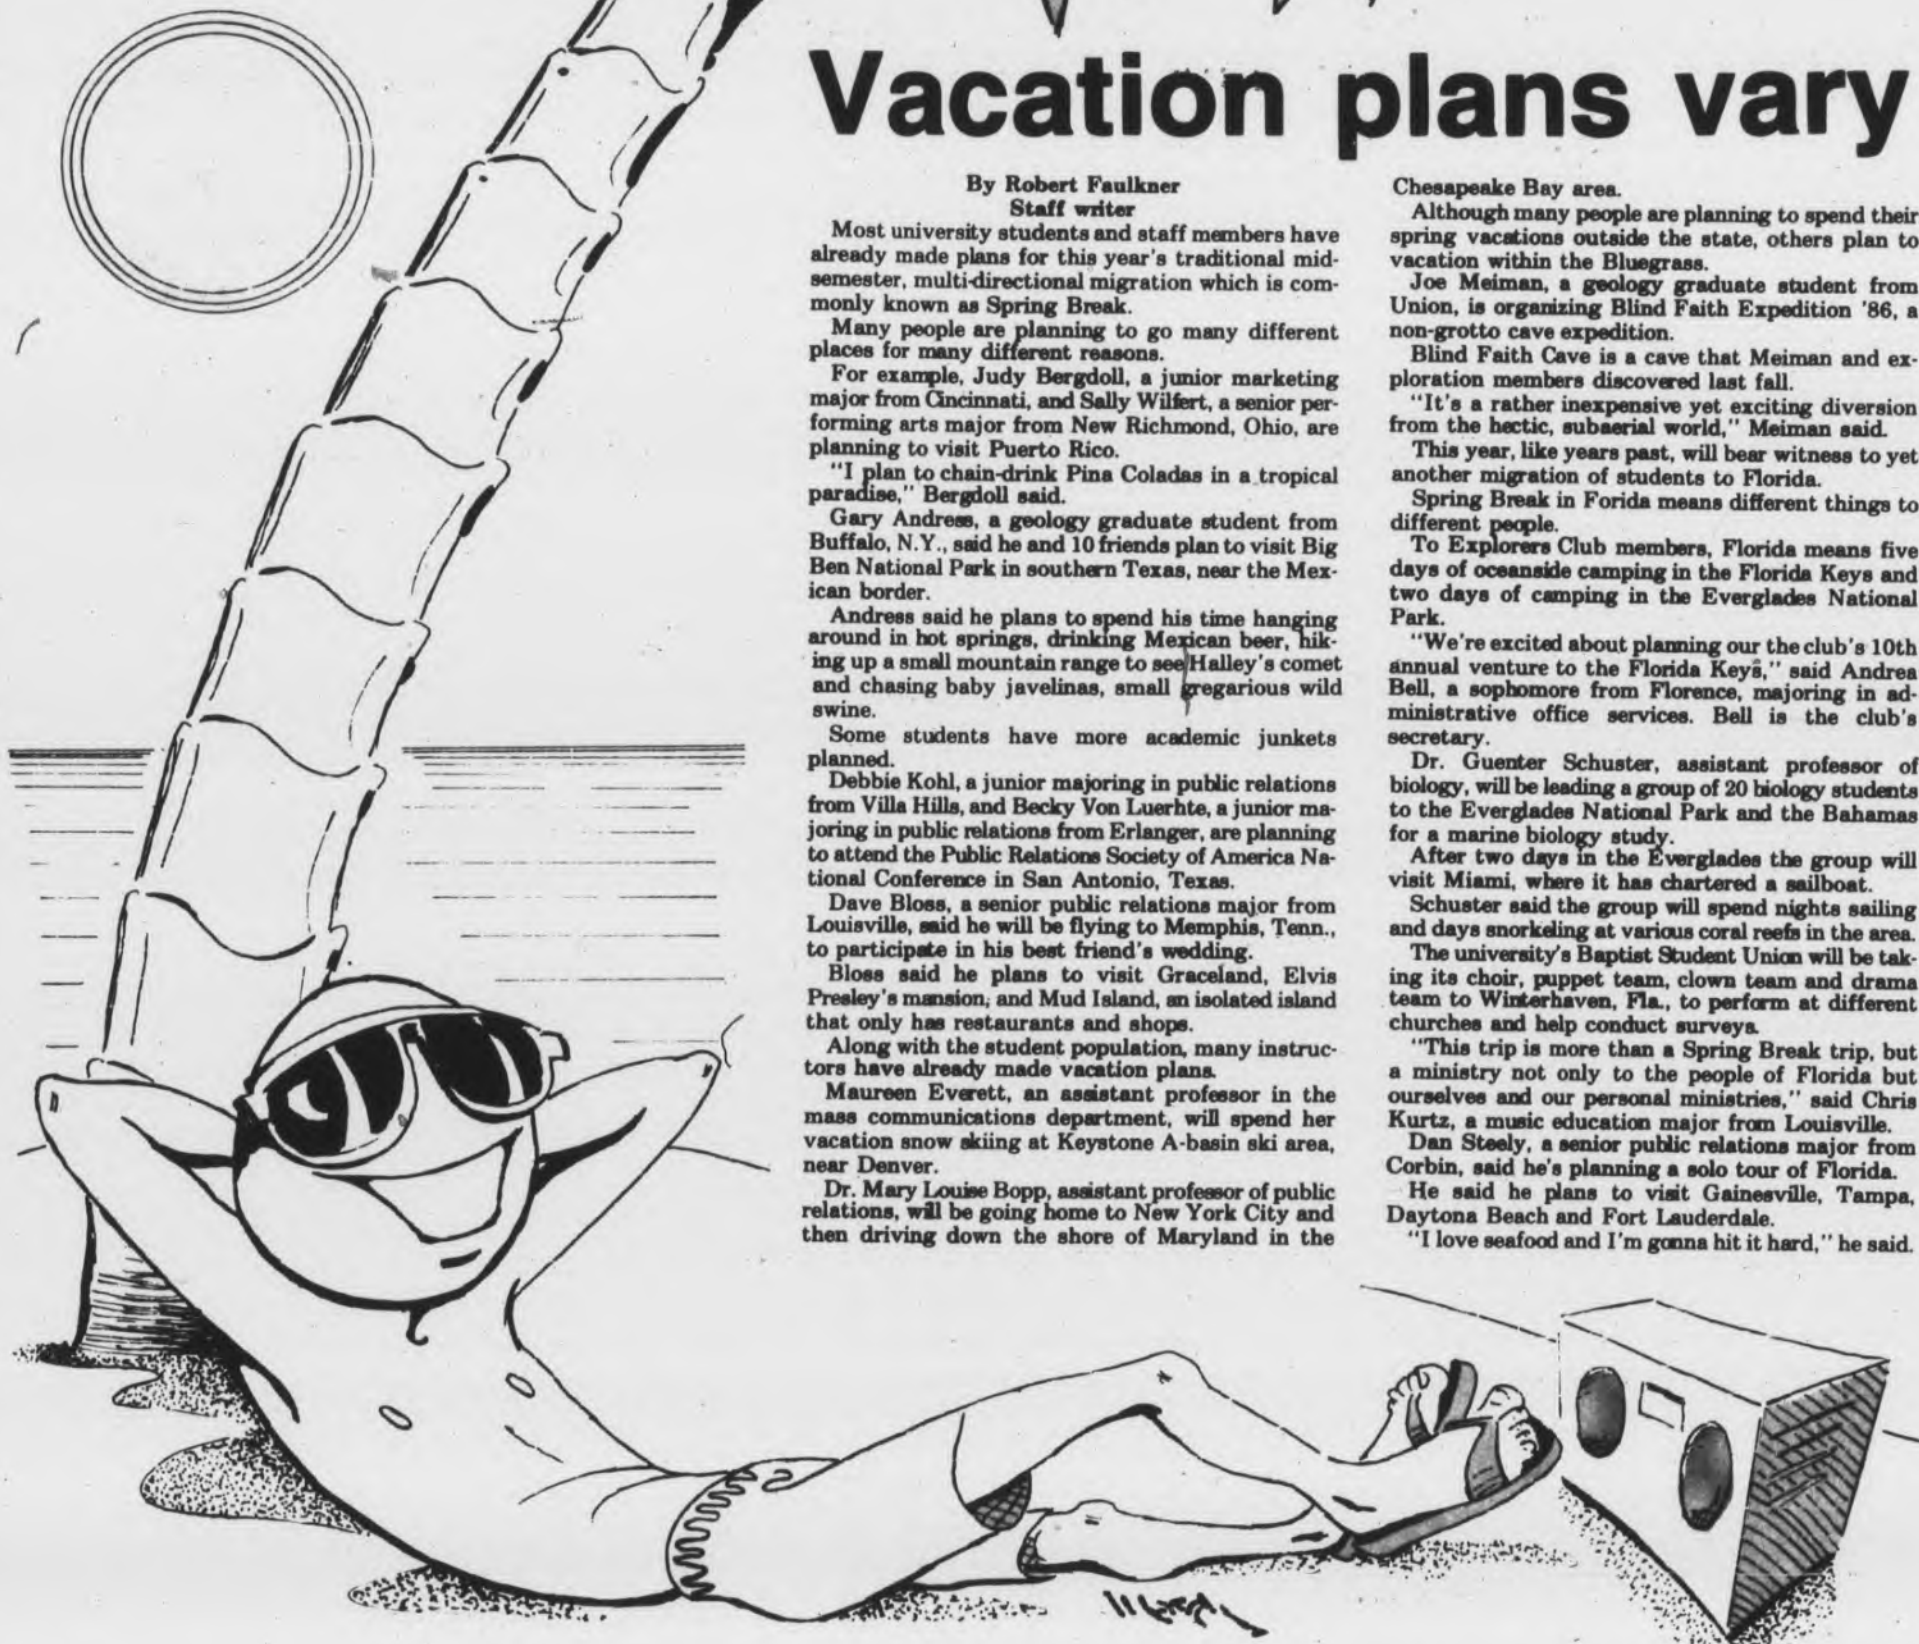 Vacation plans vary
By Robert Faulkner
Staff writer
Most university students and staff members have
already made plans for this year's traditional mid-
semester, multi-directional migration which is com-
monly known as Spring Break.
Many people are planning to go many different
places for many different reasons.
For example, Judy Bergdoll, a junior marketing
major from Cincinnati, and Sally Wilfert, a senior per-
forming arts major from New Richmond, Ohio, are
planning to visit Puerto Rico.
"I plan to chain-drink Pina Coladas in a tropical
paradise," Bergdoll said.
Gary Andress, a geology graduate student from
Buffalo, N.Y., said he and 10 friends plan to visit Big
Ben National Park in southern Texas, near the Mex-
ican border.
Andress said he plans to spend his time hanging
around in hot springs, drinking Mexican beer, hik-
ing up a small mountain range to see Halley's comet
and chasing baby javelinas, small gregarious wild
swine.
Some students have more academic junkets
planned.
Debbie Kohl, a junior majoring in public relations
from Villa Hills, and Becky Von Luerhte, a junior ma-
joring in public relations from Erlanger, are planning
to attend the Public Relations Society of America Na-
tional Conference in San Antonio, Texas.
Dave Bloss, a senior public relations major from
Louisville, said he will be flying to Memphis, Tenn.,
to participate in his best friend's wedding.
Bloss said he plans to visit Graceland, Elvis
Presley's mansion, and Mud Island, an isolated island
that only has restaurants and shops.
Along with the student population, many instruc-
tors have already made vacation plans.
Maureen Everett, an assistant professor in the
mass communications department, will spend her
vacation snow skiing at Keystone A-basin ski area,
near Denver.
Dr. Mary Louise Bopp, assistant professor of public
relations, will be going home to New York City and
then driving down the shore of Maryland in the
Chesapeake Bay area.
Although many people are planning to spend their
spring vacations outside the state, others plan to
vacation within the Bluegrass.
Joe Meiman, a geology graduate student from
Union, is organizing Blind Faith Expedition '86, a
non-grotto cave expedition.
Blind Faith Cave is a cave that Meiman and ex-
ploration members discovered last fall.
"It's a rather inexpensive yet exciting diversion
from the hectic, subaerial world," Meiman said.
This year, like years past, will bear witness to yet
another migration of students to Florida.
Spring Break in Forida means different things to
different people.
To Explorers Club members, Florida means five
days of oceanside camping in the Florida Keys and
two days of camping in the Everglades National
Park.
"We're excited about planning our the club's 10th
annual venture to the Florida Keys," said Andrea
Bell, a sophomore from Florence, majoring in ad-
ministrative office services. Bell is the club's
secretary.
Dr. Guenter Schuster, assistant professor of
biology, will be leading a group of 20 biology students
to the Everglades National Park and the Bahamas
for a marine biology study.
After two days in the Everglades the group will
visit Miami, where it has chartered a sailboat.
Schuster said the group will spend nights sailing
and days snorkeling at various coral reefs in the area.
The university's Baptist Student Union will be tak-
ing its choir, puppet team, clown team and drama
team to Winterhaven, Fla., to perform at different
churches and help conduct surveys.
"This trip is more than a Spring Break trip, but
a ministry not only to the people of Florida but
ourselves and our personal ministries," said Chris
Kurtz, a music education major from Louisville.
Dan Steely, a senior public relations major from
Corbin, said he's planning a solo tour of Florida.
He said he plans to visit Gainesville, Tampa,
Daytona Beach and Fort Lauderdale.
"I love seafood and I'm gonna hit it hard," he said.